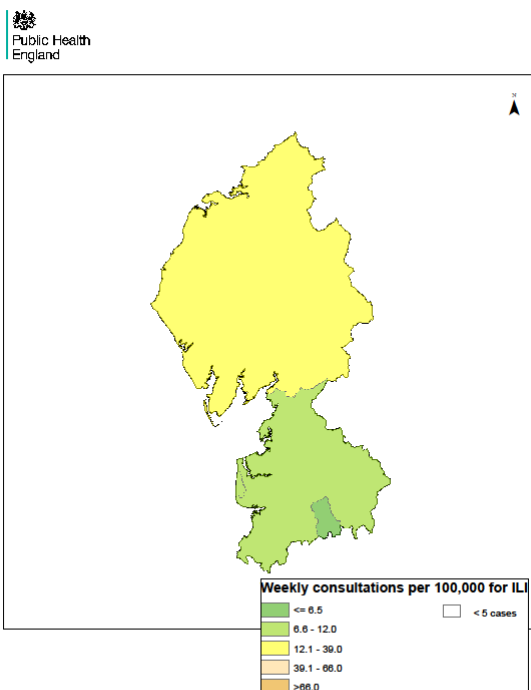 Public Health
England
N
Weekly consultations per 100,000 for ILI
<= 6.5
< 5 cases
6.6 - 12.0
12.1 - 39.0
39.1 - 66.0
>66.0